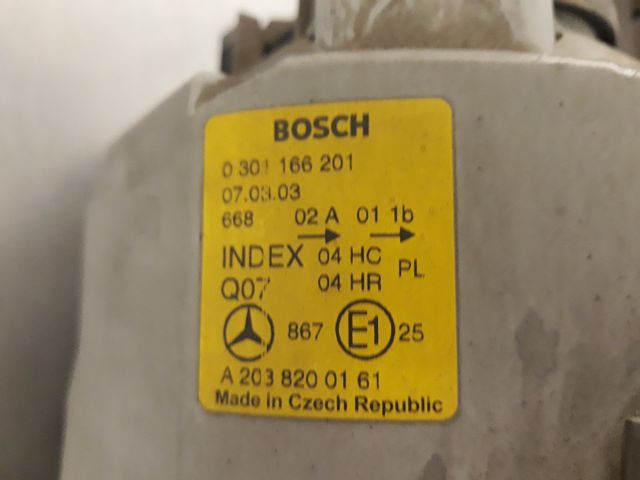 BOSCH
0 301 166 201
07.03.03
668 02 A 01 1b
INDEX 04 HC PL
Q07 04 HR
867 E1 25
A 203 820 01 61
Made in Czech Republic